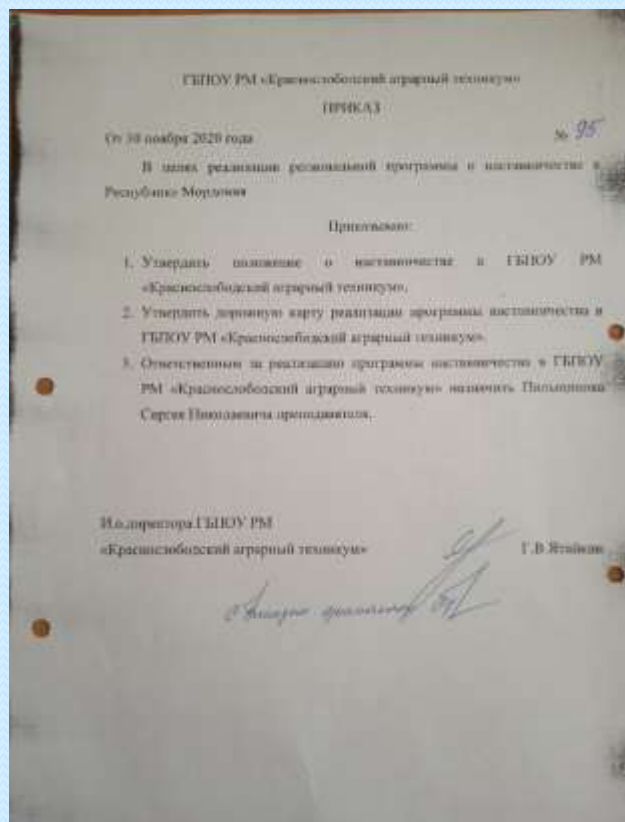 ГБПОУ РМ «Краснослободский аграрный техникум»
ПРИКАЗ
От 30 ноября 2020 года № 95
В целях реализации региональной программы о наставничестве в
Республике Мордовия
Приказываю:
1. Утвердить положение о наставничестве в ГБПОУ РМ
«Краснослободский аграрный техникум».
2. Утвердить дорожную карту реализации программы наставничества в
ГБПОУ РМ «Краснослободский аграрный техникум».
3. Ответственным за реализацию программы наставничества в ГБПОУ
РМ «Краснослободский аграрный техникум» назначить
Сергея Николаевича преподавателя.
И.о.директора ГБПОУ РМ
«Краснослободский аграрный техникум» Г.В.
С